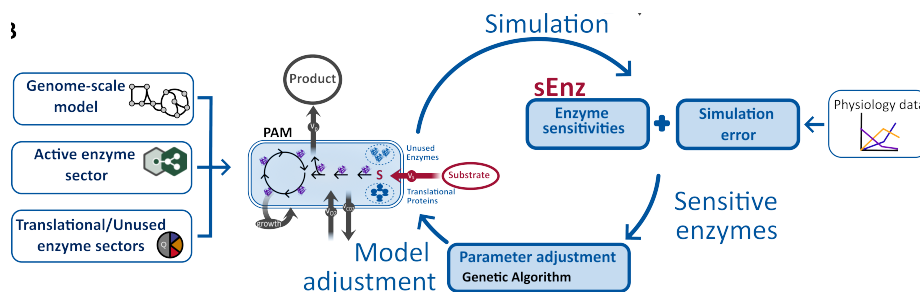 B
Simulation
Genome-scale
model
Active enzyme
sector
Translational/Unused
enzyme sectors
Q
Product
PAM
Unused
Enzymes
S
Substrate
Translational
Proteins
growth
sEnz
Enzyme
sensitivities
Simulation
error
Physiology data
Sensitive
enzymes
Model
adjustment
Parameter adjustment
Genetic Algorithm